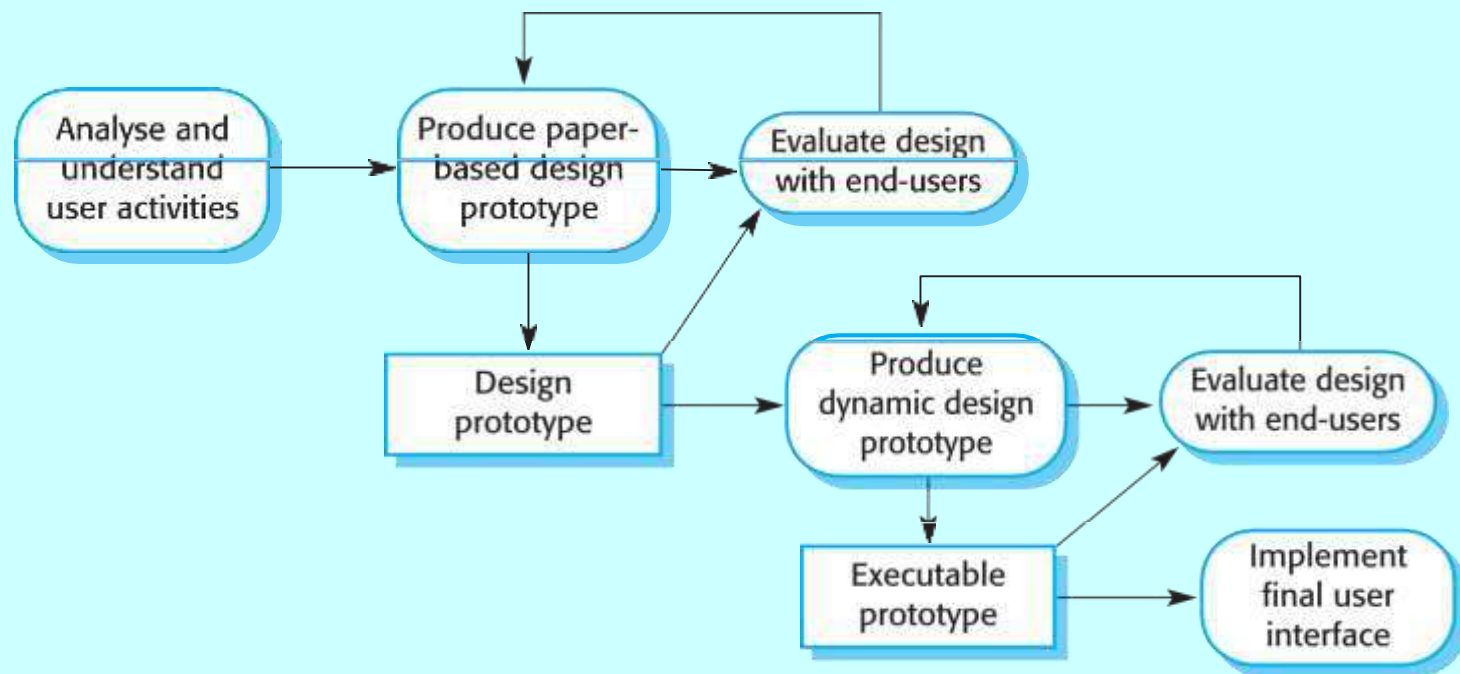 Analyse and
understand
user activities
Produce paper-
based design
prototype
Evaluate design
with end-users
Design
prototype
Produce
dynamic design
prototype
Evaluate design
with end-users
Executable
prototype
Implement
final user
interface